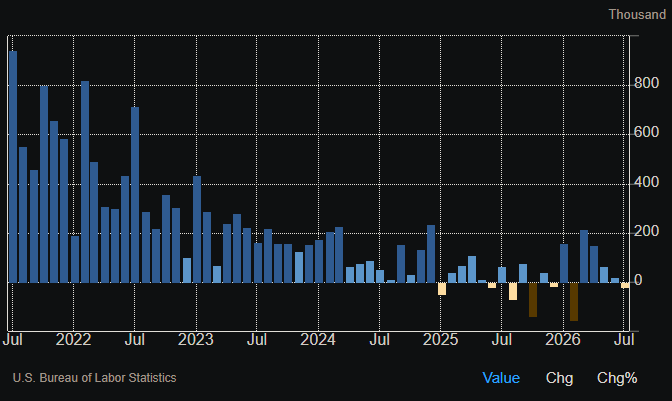 Thousand
800
600
400
200
0
Jul 2022 Jul 2023 Jul 2024 Jul 2025 Jul 2026 Jul
U.S. Bureau of Labor Statistics Value Chg Chg%